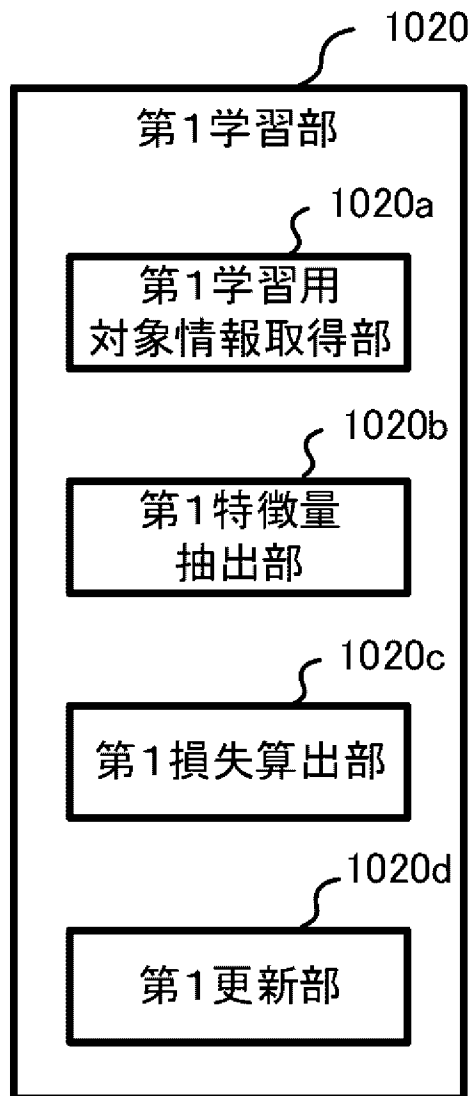 1020
第1学習部
1020a
第1学習用
対象情報取得部
1020b
第1特徴量
抽出部
1020c
第1損失算出部
1020d
第1更新部